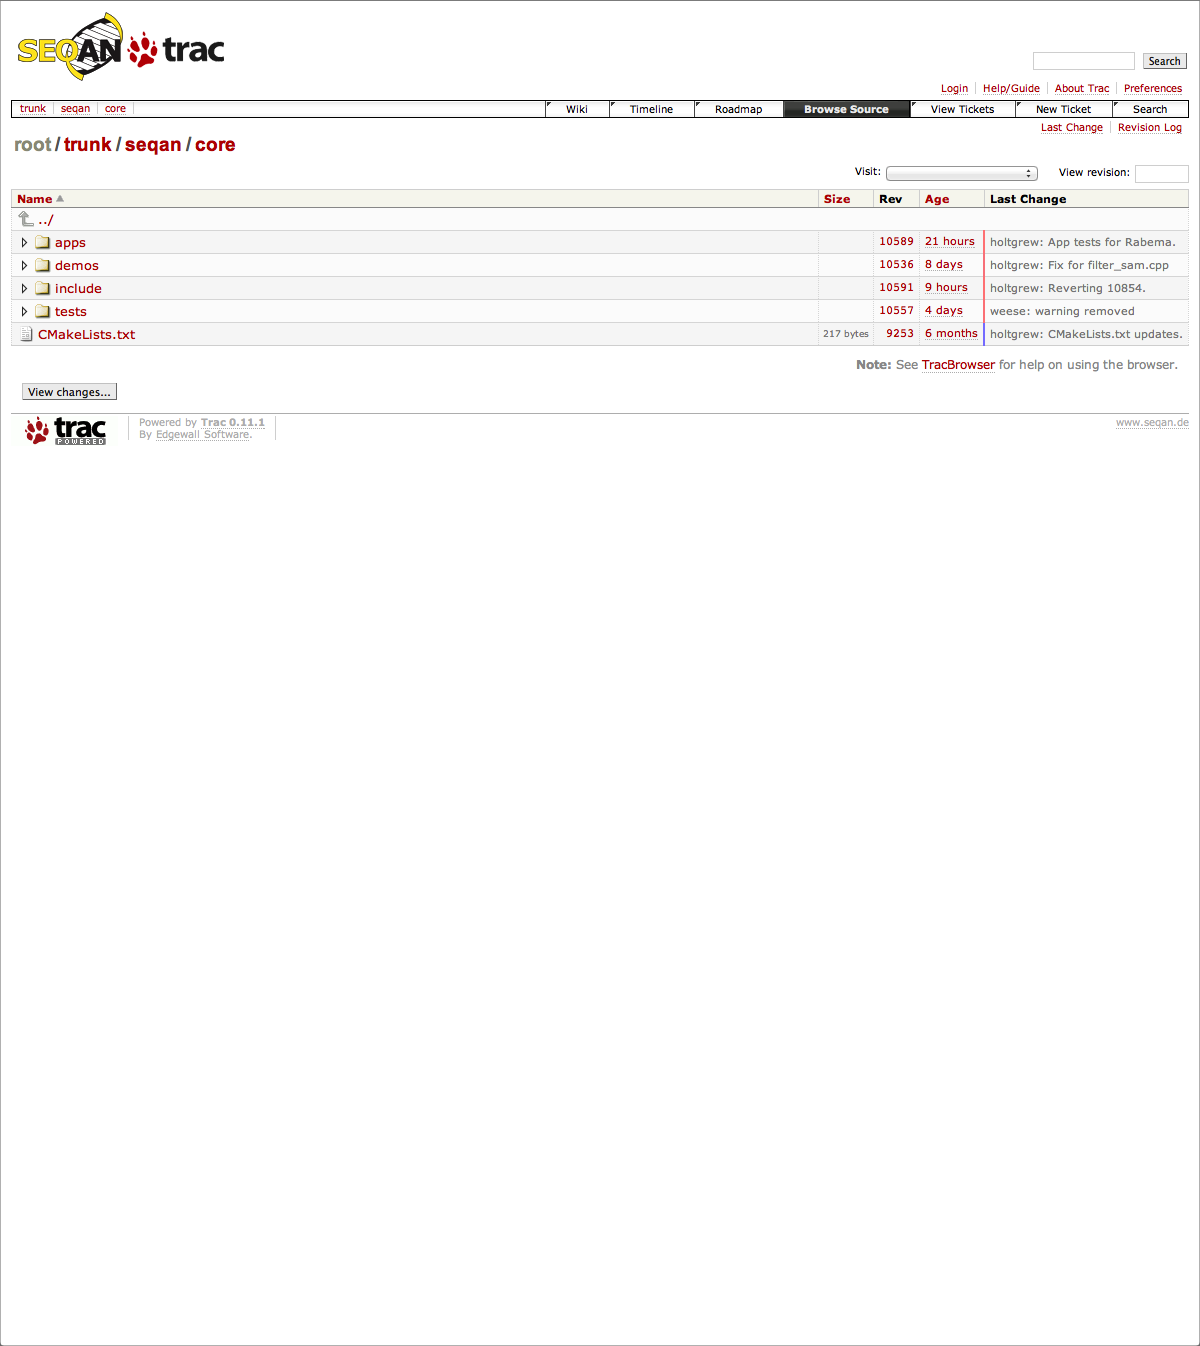 SEQAN trac
Search
Login Help/Guide About Trac Preferences
trunk seqan core Wiki Timeline Roadmap Browse Source View Tickets New Ticket Search
Last Change Revision Log
root / trunk / seqan / core
Visit: View revision:
Name Size Rev Age Last Change
../
apps 10589 21 hours holtgrew: App tests for Rabema.
demos 10536 8 days holtgrew: Fix for filter_sam.cpp
include 10591 9 hours holtgrew: Reverting 10854.
tests 10557 4 days weese: warning removed
CMakeLists.txt 217 bytes 9253 6 months holtgrew: CMakeLists.txt updates.
Note: See TracBrowser for help on using the browser.
View changes...
trac POWERED
Powered by Trac 0.11.1
By Edgewall Software.
www.seqan.de